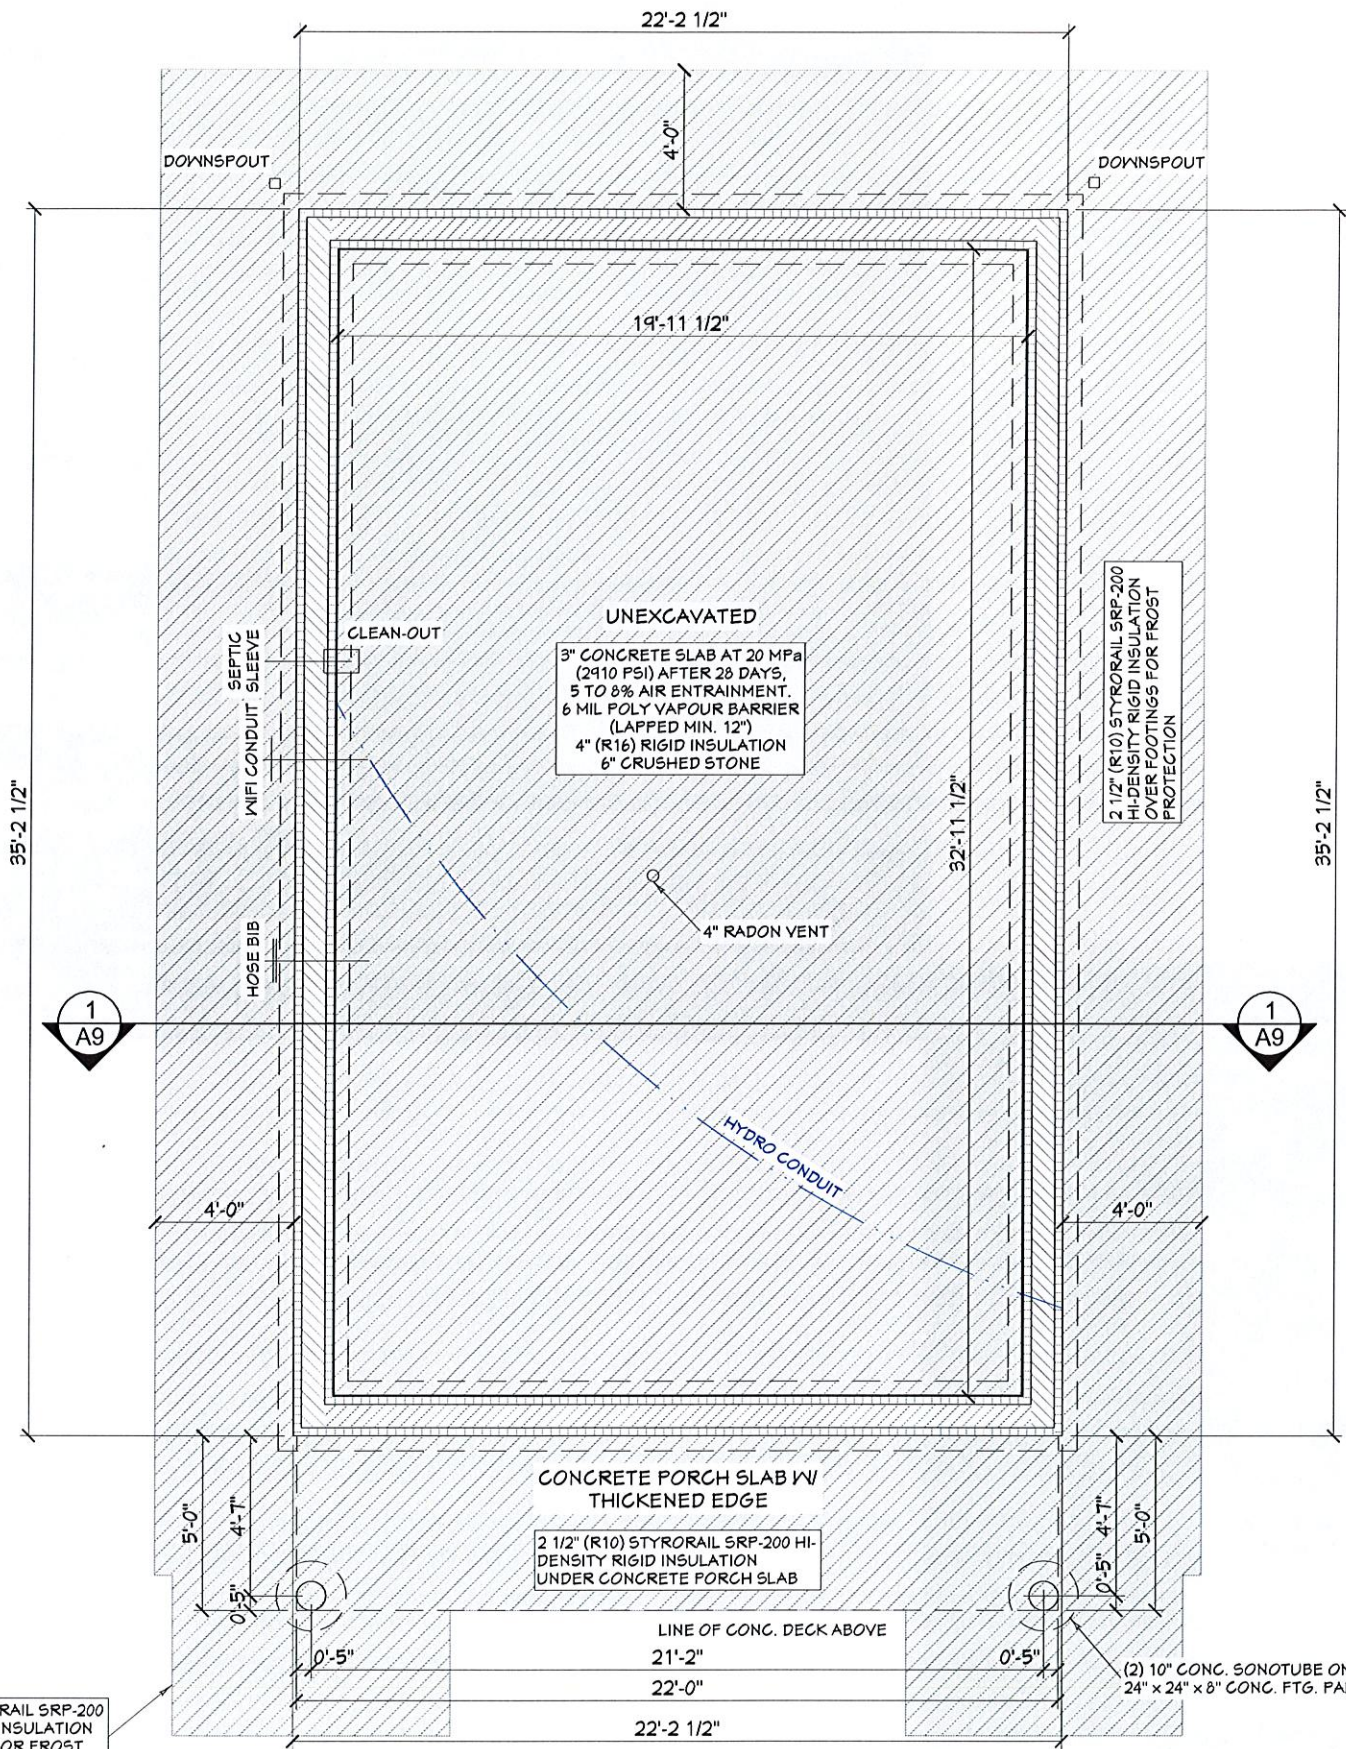 22'-2 1/2"
4'-0"
DOWNSPOUT
DOWNSPOUT
19'-11 1/2"
35'-2 1/2"
35'-2 1/2"
32'-11 1/2"
UNEXCAVATED
3" CONCRETE SLAB AT 20 MPa
(2910 PSI) AFTER 28 DAYS,
5 TO 8% AIR ENTRAINMENT.
6 MIL POLY VAPOUR BARRIER
(LAPPED MIN. 12")
4" (R16) RIGID INSULATION
6" CRUSHED STONE
SEPTIC
SLEEVE
CLEAN-OUT
WIFI CONDUIT
HOSE BIB
2 1/2" (R10) STYRORAIL SRP-200
HI-DENSITY RIGID INSULATION
OVER FOOTINGS FOR FROST
PROTECTION
4" RADON VENT
1
A9
1
A9
HYDRO CONDUIT
4'-0"
4'-0"
CONCRETE PORCH SLAB W/
THICKENED EDGE
2 1/2" (R10) STYRORAIL SRP-200 HI-
DENSITY RIGID INSULATION
UNDER CONCRETE PORCH SLAB
5'-0"
4'-7"
0'-5"
4'-7"
5'-0"
0'-5"
LINE OF CONC. DECK ABOVE
0'-5"
21'-2"
0'-5"
22'-0"
22'-2 1/2"
(2) 10" CONC. SONOTUBE ON
24" x 24" x 8" CONC. FTG. PA
RAIL SRP-200
NSULATION
OR FROST